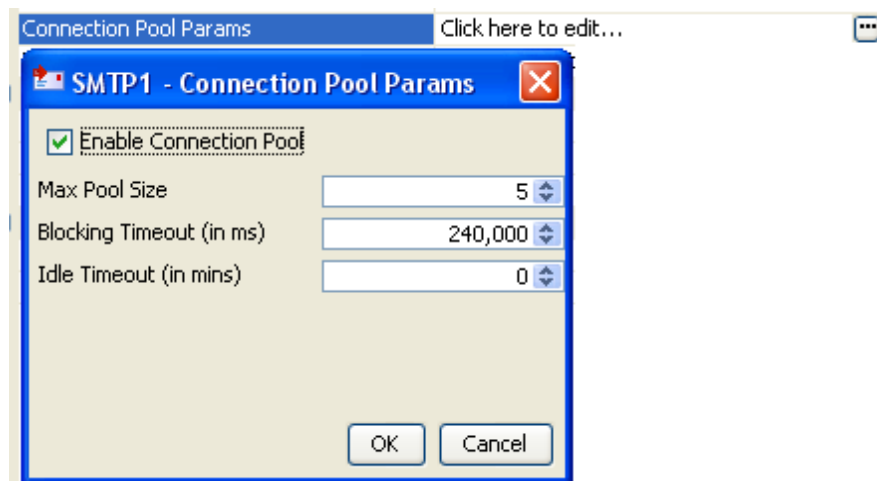 Connection Pool Params Click here to edit...
SMTP1 - Connection Pool Params
Enable Connection Pool
Max Pool Size 5
Blocking Timeout (in ms) 240,000
Idle Timeout (in mins) 0
OK Cancel